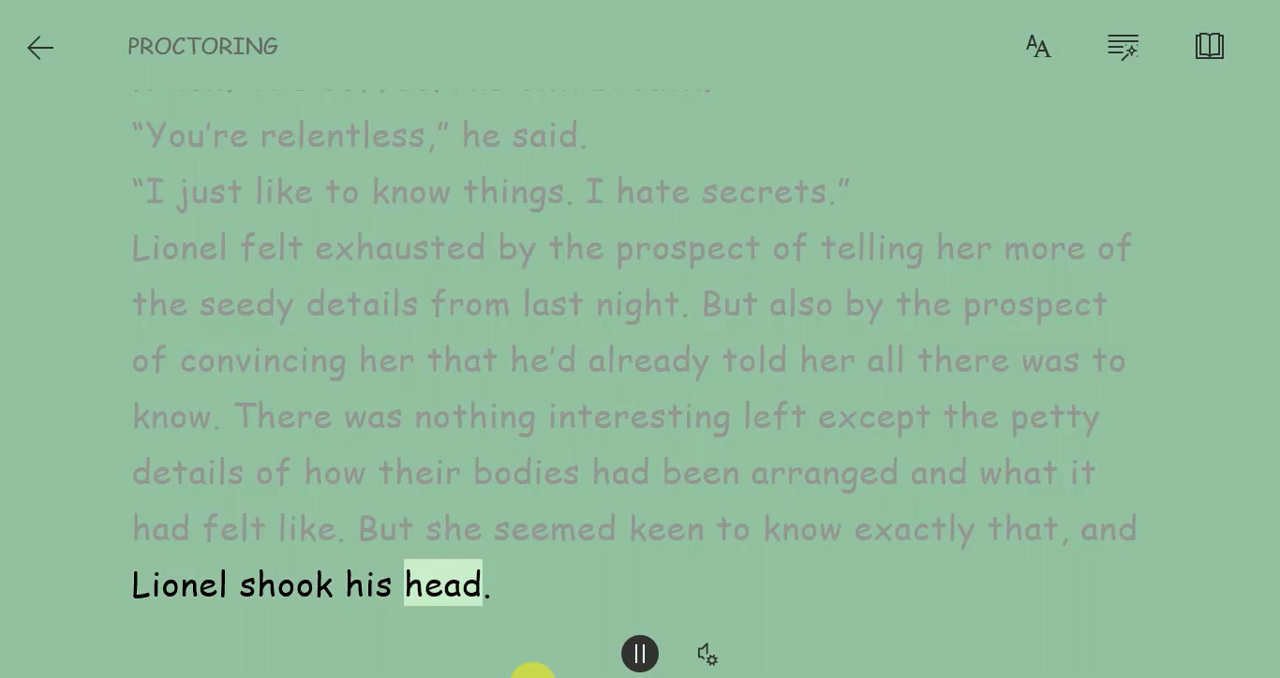 PROCTORING
“You’re relentless,” he said.
“I just like to know things. I hate secrets.”
Lionel felt exhausted by the prospect of telling her more of
the seedy details from last night. But also by the prospect
of convincing her that he’d already told her all there was to
know. There was nothing interesting left except the petty
details of how their bodies had been arranged and what it
had felt like. But she seemed keen to know exactly that, and
Lionel shook his head.